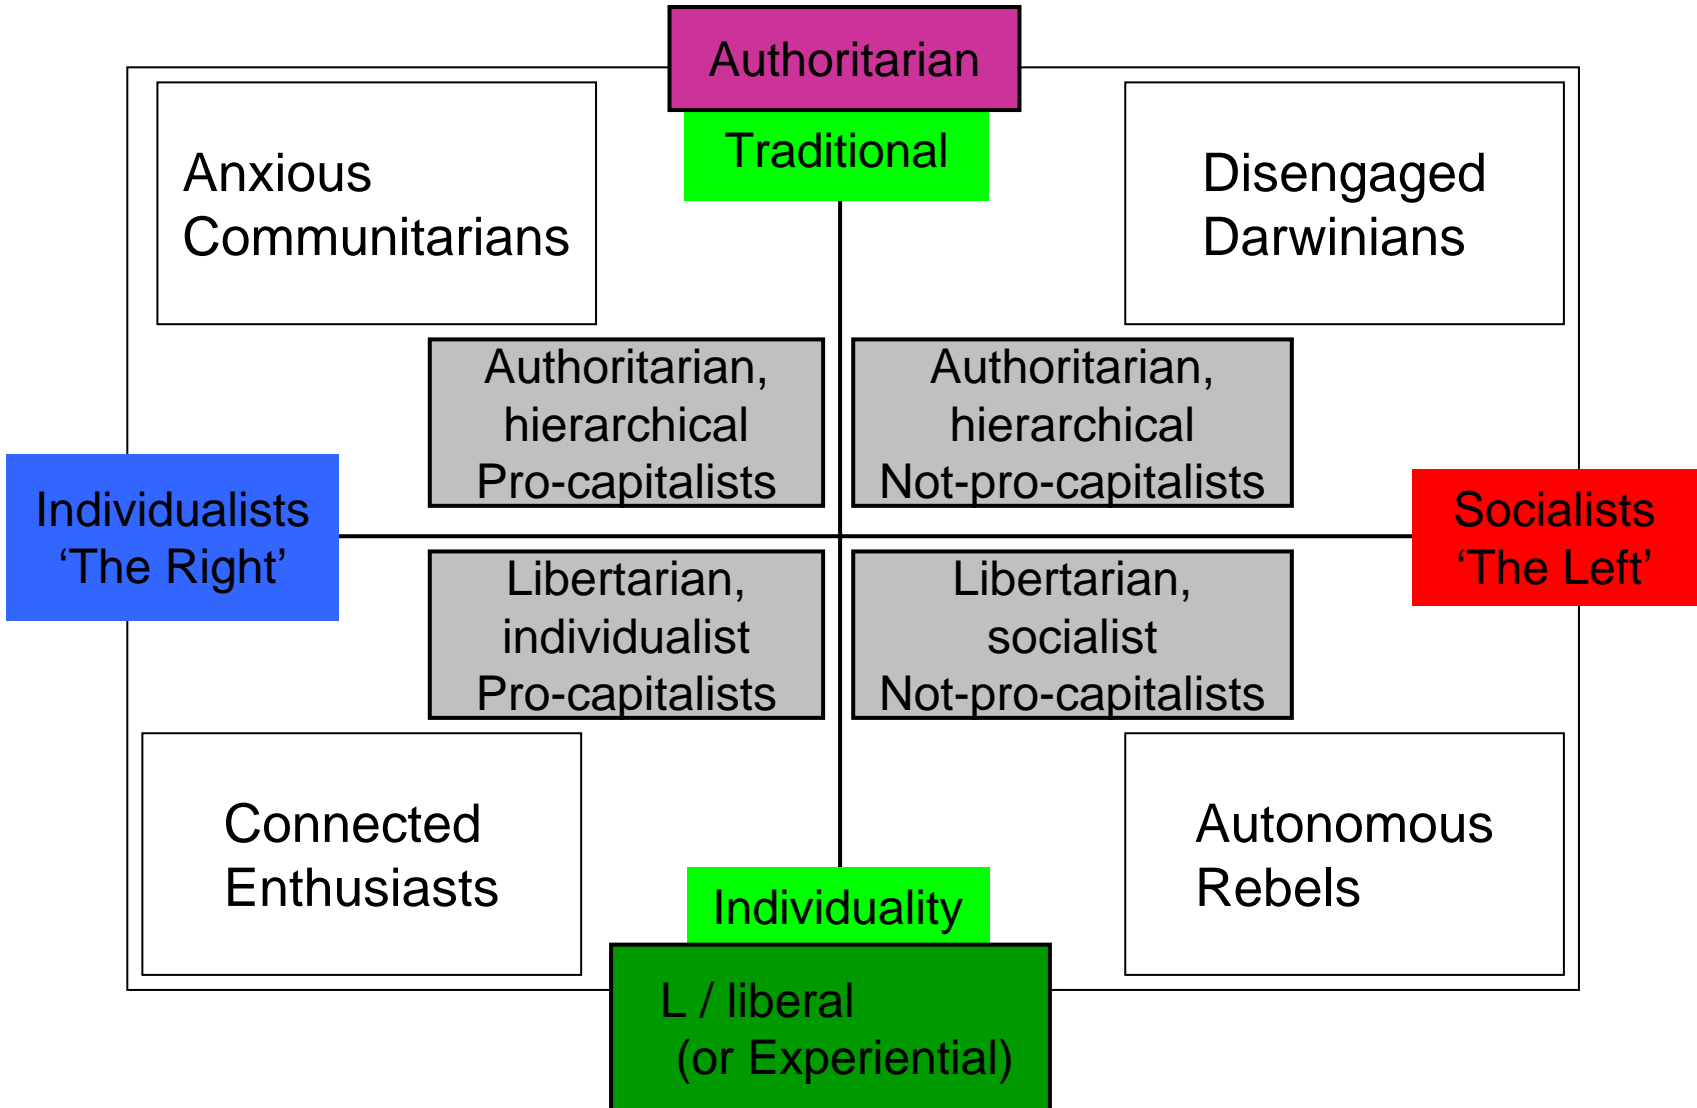 Authoritarian
Traditional
Anxious
Communitarians
Disengaged
Darwinians
Authoritarian,
hierarchical
Pro-capitalists
Authoritarian,
hierarchical
Not-pro-capitalists
Individualists
‘The Right’
Socialists
‘The Left’
Libertarian,
individualist
Pro-capitalists
Libertarian,
socialist
Not-pro-capitalists
Connected
Enthusiasts
Autonomous
Rebels
Individuality
L / liberal
(or Experiential)